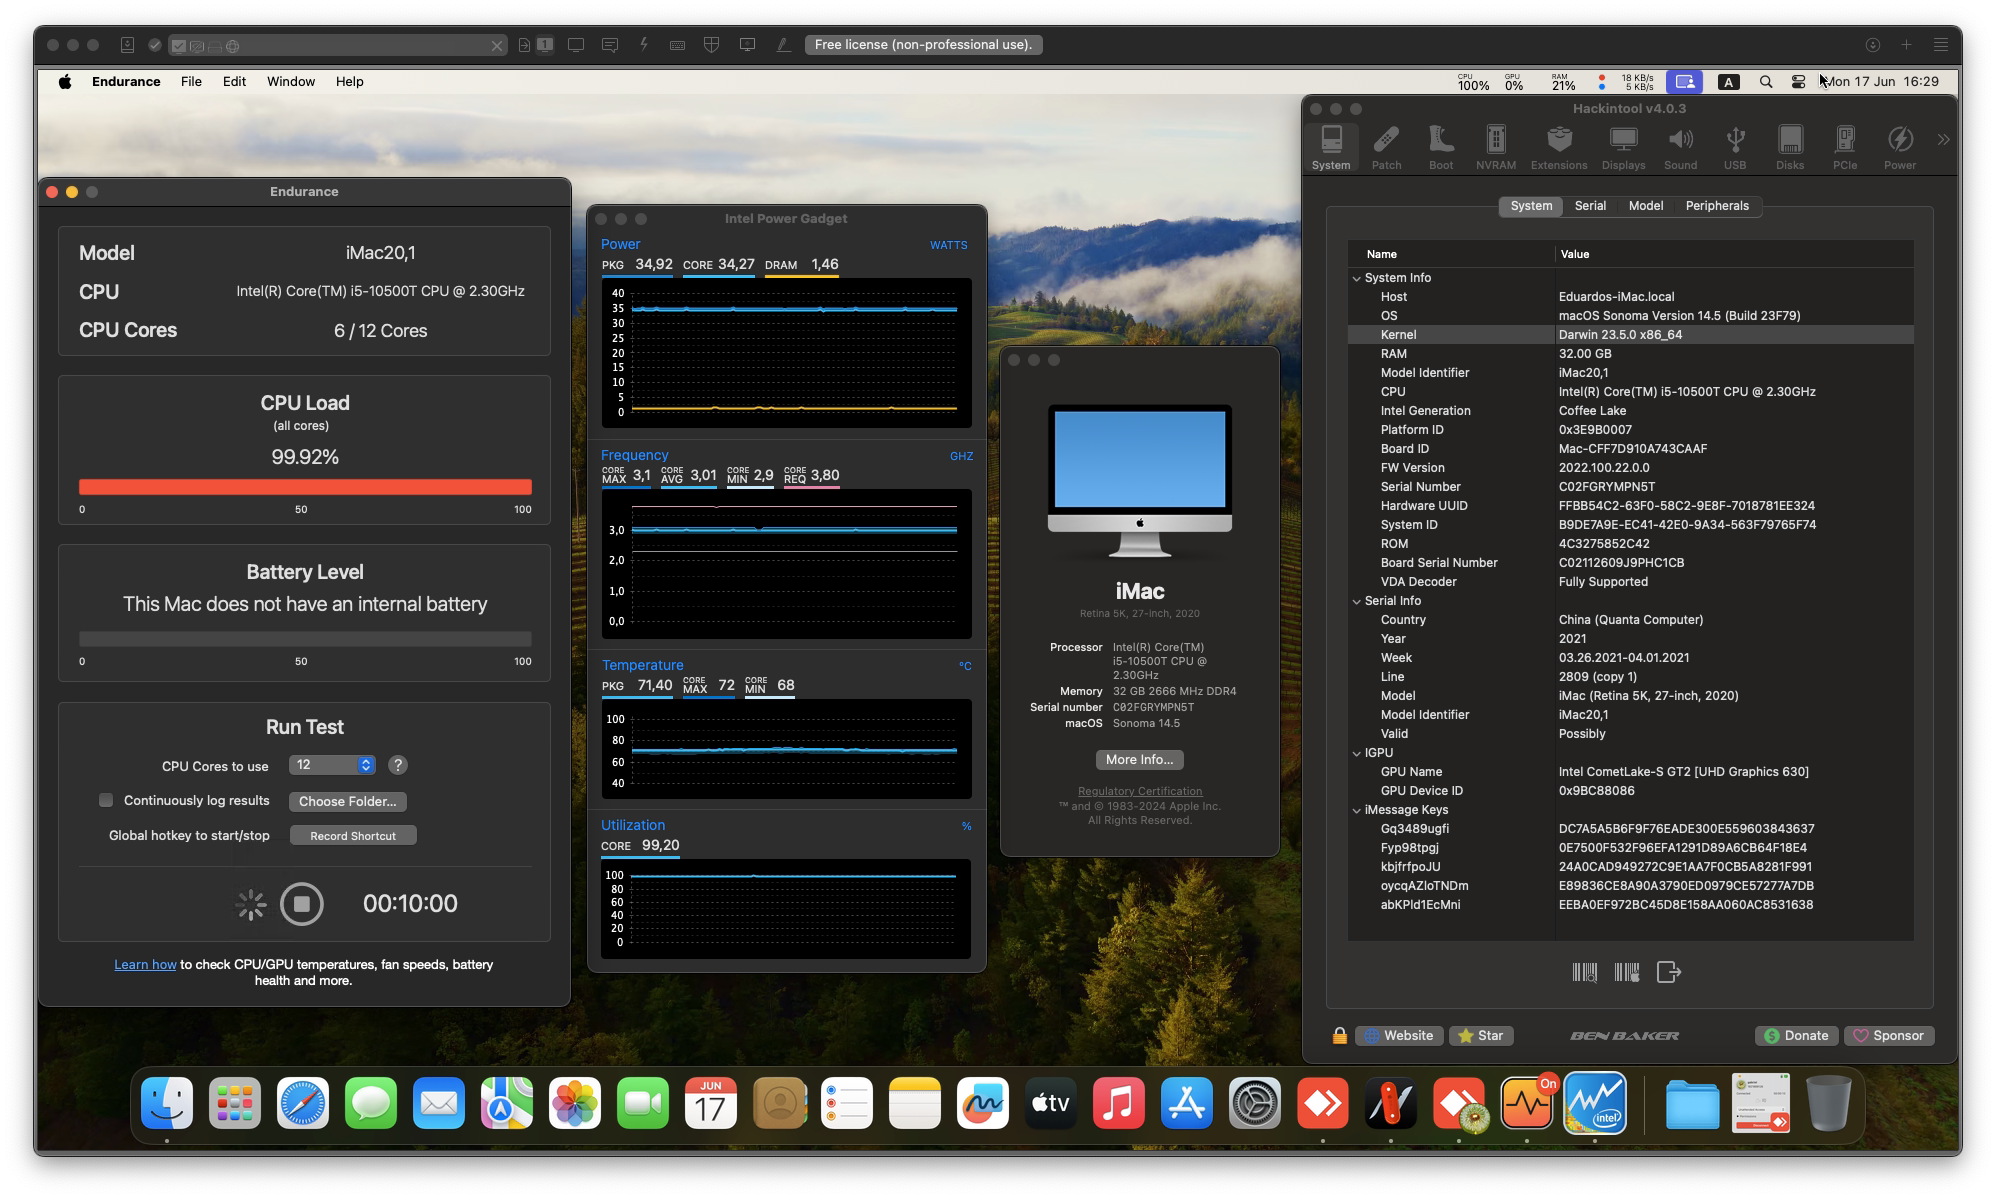 1
Free license (non-professional use).
Endurance File Edit Window Help
CPU 100% GPU 0% RAM 21% 18 KB/s 5 KB/s A Mon 17 Jun 16:29
Endurance
Model iMac20,1
CPU Intel(R) Core(TM) i5-10500T CPU @ 2.30GHz
CPU Cores 6 / 12 Cores
CPU Load
(all cores)
99.92%
0 50 100
Battery Level
This Mac does not have an internal battery
0 50 100
Run Test
CPU Cores to use 12 ?
Continuously log results Choose Folder...
Global hotkey to start/stop Record Shortcut
00:10:00
Learn how to check CPU/GPU temperatures, fan speeds, battery
health and more.
Intel Power Gadget
Power WATTS
PKG 34,92 CORE 34,27 DRAM 1,46
40
35
30
25
20
15
10
5
0
Frequency GHZ
CORE MAX 3,1 CORE AVG 3,01 CORE MIN 2,9 CORE REQ 3,80
3,0
2,0
1,0
0,0
Temperature °C
PKG 71,40 CORE MAX 72 CORE MIN 68
100
80
60
40
Utilization %
CORE 99,20
100
80
60
40
20
0
iMac
Retina 5K, 27-inch, 2020
Processor Intel(R) Core(TM)
i5-10500T CPU @
2.30GHz
Memory 32 GB 2666 MHz DDR4
Serial number C02FGRYMPN5T
macOS Sonoma 14.5
More Info...
Regulatory Certification
™ and © 1983-2024 Apple Inc.
All Rights Reserved.
Hackintool v4.0.3
System Patch Boot NVRAM Extensions Displays Sound USB Disks PCIe Power
System Serial Model Peripherals
Name Value
System Info
Host Eduardos-iMac.local
OS macOS Sonoma Version 14.5 (Build 23F79)
Kernel Darwin 23.5.0 x86_64
RAM 32.00 GB
Model Identifier iMac20,1
CPU Intel(R) Core(TM) i5-10500T CPU @ 2.30GHz
Intel Generation Coffee Lake
Platform ID 0x3E9B0007
Board ID Mac-CFF7D910A743CAAF
FW Version 2022.100.22.0.0
Serial Number C02FGRYMPN5T
Hardware UUID FFBB54C2-63F0-58C2-9E8F-7018781EE324
System ID B9DE7A9E-EC41-42E0-9A34-563F79765F74
ROM 4C3275852C42
Board Serial Number C02112609J9PHC1CB
VDA Decoder Fully Supported
Serial Info
Country China (Quanta Computer)
Year 2021
Week 03.26.2021-04.01.2021
Line 2809 (copy 1)
Model iMac (Retina 5K, 27-inch, 2020)
Model Identifier iMac20,1
Valid Possibly
IGPU
GPU Name Intel CometLake-S GT2 [UHD Graphics 630]
GPU Device ID 0x9BC88086
iMessage Keys
Gq3489ugfi DC7A5A5B6F9F76EADE300E559603843637
Fyp98tpgj 0E7500F532F96EFA1291D89A6CB64F18E4
kbjfrfpoJU 24A0CAD949272C9E1AA7F0CB5A8281F991
oycqAZloTNDm E89836CE8A90A3790ED0979CE57277A7DB
abKPld1EcMni EEBA0EF972BC45D8E158AA060AC8531638
Website Star BEN BAKER Donate Sponsor
JUN
17
tv
On
intel